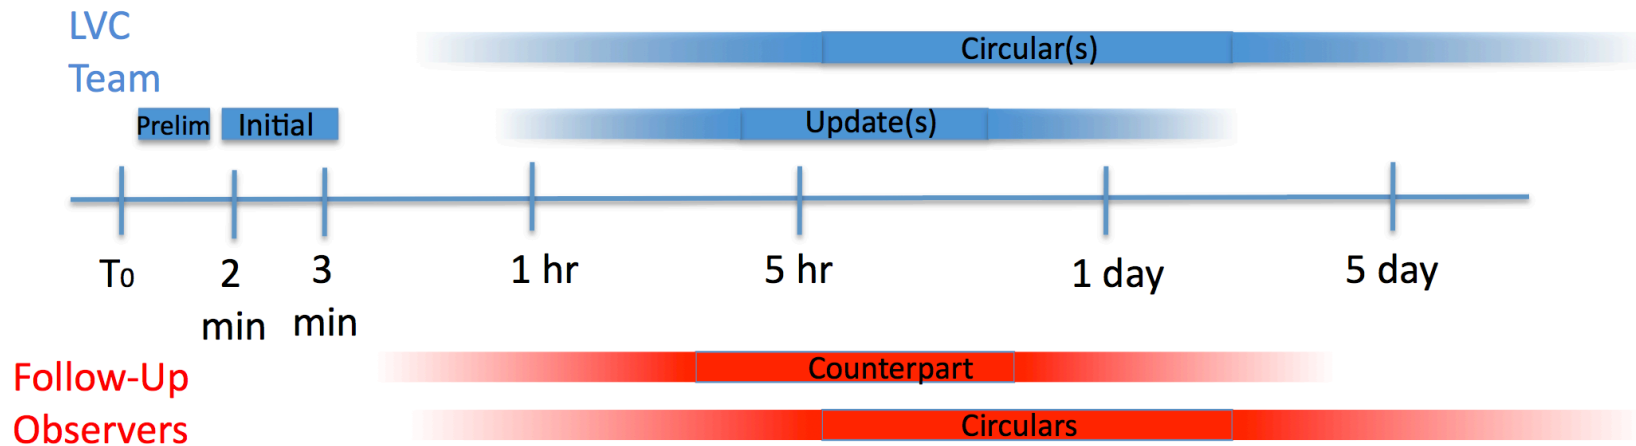 LVC
Team
Circular(s)
Prelim
Initial
Update(s)
T0
2
min
3
min
1 hr
5 hr
1 day
5 day
Follow-Up
Observers
Counterpart
Circulars